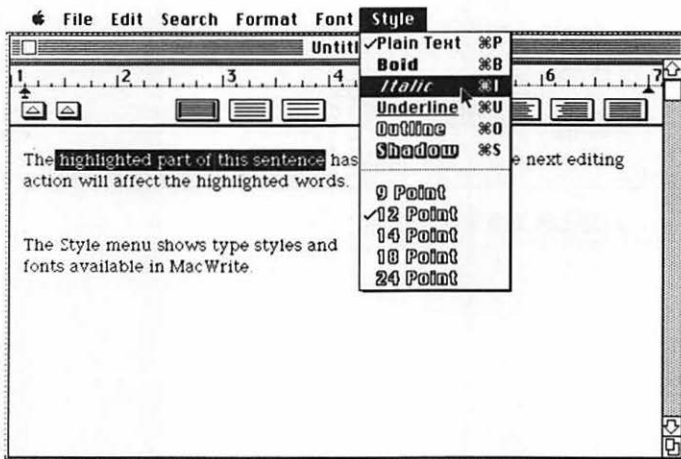 File Edit Search Format Font Style
Untitl
✓Plain Text ⌘P
Bold ⌘B
Italic ⌘I
Underline ⌘U
Outline ⌘O
Shadow ⌘S
9 Point
✓12 Point
14 Point
18 Point
24 Point
1 2 3 4 6 7
The highlighted part of this sentence has e next editing
action will affect the highlighted words.
The Style menu shows type styles and
fonts available in MacWrite.